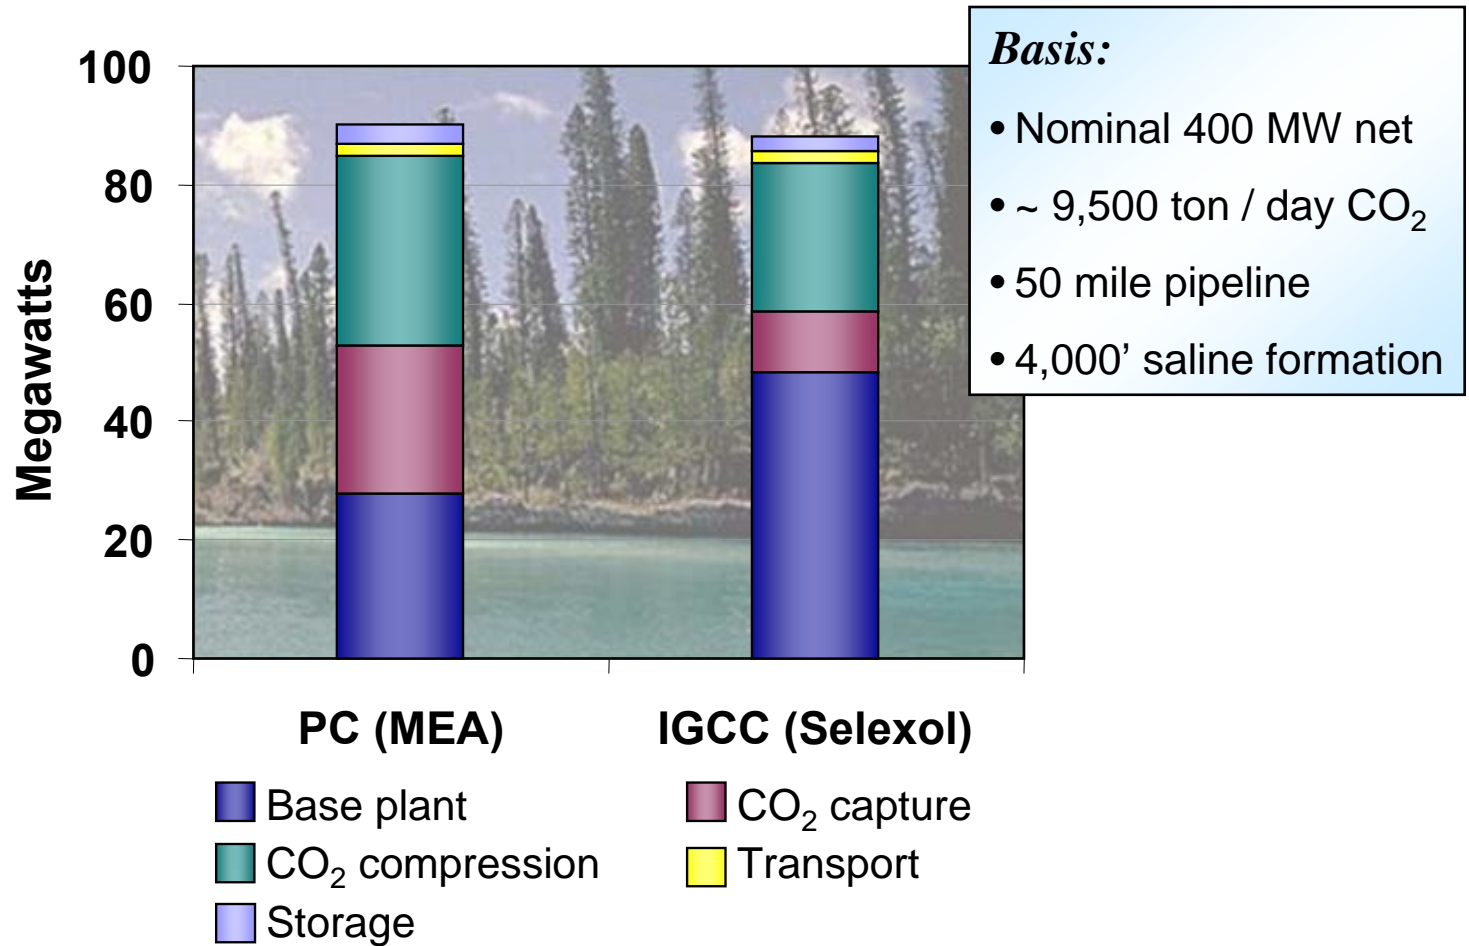 Basis:
• Nominal 400 MW net
• ~ 9,500 ton / day CO₂
• 50 mile pipeline
• 4,000’ saline formation
100
80
60
40
20
0
Megawatts
PC (MEA)
IGCC (Selexol)
Base plant
CO₂ capture
CO₂ compression
Transport
Storage